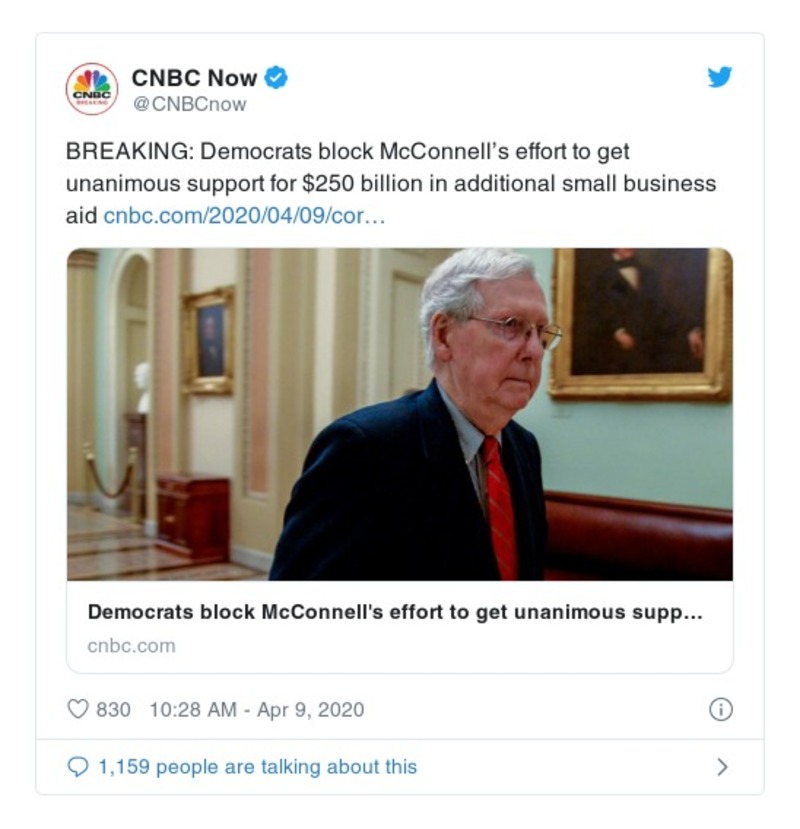 CNBC Now
CNBC
BREAKING
@CNBCnow
BREAKING: Democrats block McConnell’s effort to get
unanimous support for $250 billion in additional small business
aid cnbc.com/2020/04/09/cor…
Democrats block McConnell's effort to get unanimous supp…
cnbc.com
830 10:28 AM - Apr 9, 2020
1,159 people are talking about this